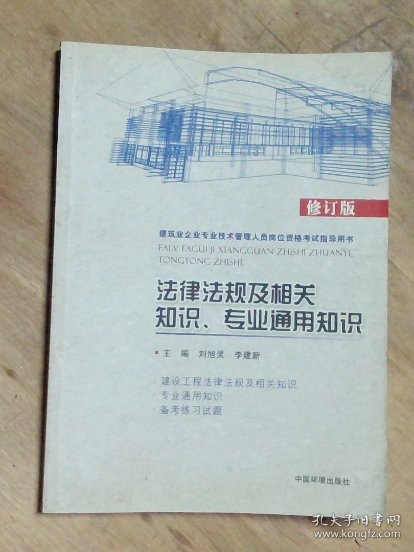 修订版
建筑业企业专业技术管理人员岗位资格考试指导用书
FALV FAGUI JI XIANGGUAN ZHISHI ZHUANYE
TONGYONG ZHISHI
法律法规及相关
知识、专业通用知识
主 编 刘旭灵 李建新
·建设工程法律法规及相关知识
·专业通用知识
·备考练习试题
中国环境出版社
孔夫子旧书网
www.kongfz.com